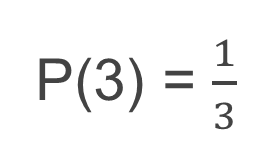 P(3) = 1/3